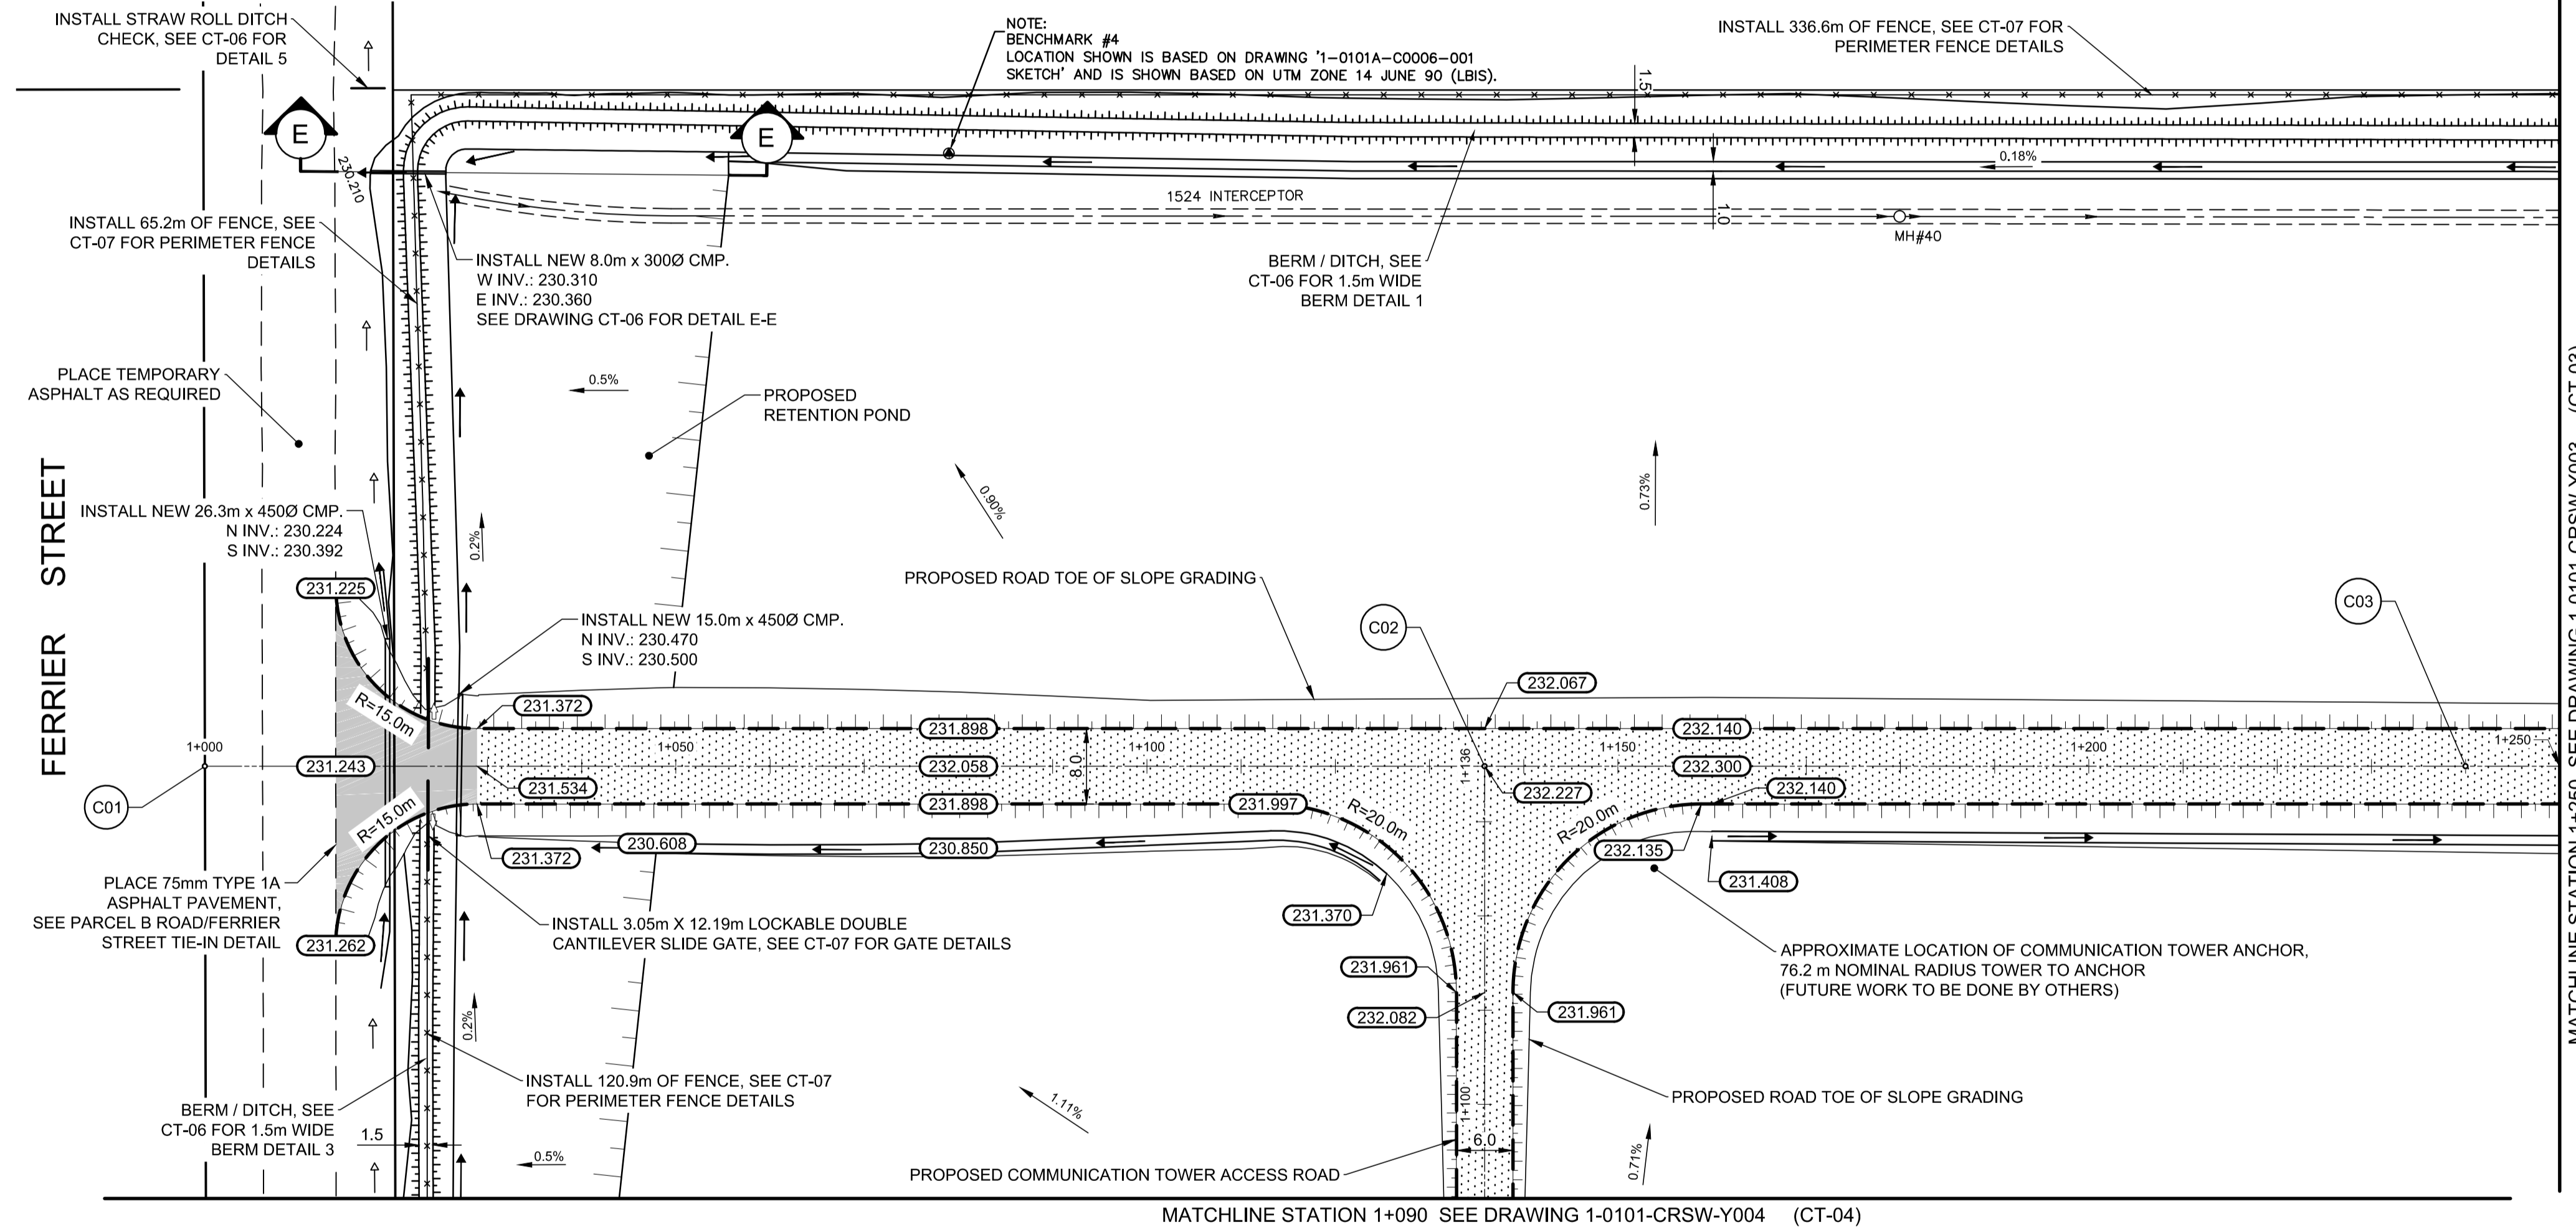 INSTALL STRAW ROLL DITCH
CHECK, SEE CT-06 FOR
DETAIL 5
NOTE:
BENCHMARK #4
LOCATION SHOWN IS BASED ON DRAWING '1-0101A-C0006-001
SKETCH' AND IS SHOWN BASED ON UTM ZONE 14 JUNE 90 (LBIS).
INSTALL 336.6m OF FENCE, SEE CT-07 FOR
PERIMETER FENCE DETAILS
1.5
E
E
230.210
0.18%
1524 INTERCEPTOR
1.0
MH#40
INSTALL 65.2m OF FENCE, SEE
CT-07 FOR PERIMETER FENCE
DETAILS
INSTALL NEW 8.0m x 300Ø CMP.
W INV.: 230.310
E INV.: 230.360
SEE DRAWING CT-06 FOR DETAIL E-E
BERM / DITCH, SEE
CT-06 FOR 1.5m WIDE
BERM DETAIL 1
PLACE TEMPORARY
ASPHALT AS REQUIRED
0.5%
PROPOSED
RETENTION POND
0.90%
0.73%
FERRIER STREET
INSTALL NEW 26.3m x 450Ø CMP.
N INV.: 230.224
S INV.: 230.392
0.2%
231.225
PROPOSED ROAD TOE OF SLOPE GRADING
INSTALL NEW 15.0m x 450Ø CMP.
N INV.: 230.470
S INV.: 230.500
C02
C03
R=15.0m
231.372
231.898
232.067
232.140
1+000
1+050
1+100
1+150
1+200
1+250
231.243
232.058
8.0
1+136
232.300
231.534
232.227
232.140
C01
R=15.0m
231.898
231.997
R=20.0m
R=20.0m
231.372
230.608
230.850
232.135
231.408
231.370
PLACE 75mm TYPE 1A
ASPHALT PAVEMENT,
SEE PARCEL B ROAD/FERRIER
STREET TIE-IN DETAIL
231.262
INSTALL 3.05m X 12.19m LOCKABLE DOUBLE
CANTILEVER SLIDE GATE, SEE CT-07 FOR GATE DETAILS
APPROXIMATE LOCATION OF COMMUNICATION TOWER ANCHOR,
76.2 m NOMINAL RADIUS TOWER TO ANCHOR
(FUTURE WORK TO BE DONE BY OTHERS)
231.961
232.082
231.961
0.2%
INSTALL 120.9m OF FENCE, SEE CT-07
FOR PERIMETER FENCE DETAILS
1.11%
1+100
PROPOSED ROAD TOE OF SLOPE GRADING
BERM / DITCH, SEE
CT-06 FOR 1.5m WIDE
BERM DETAIL 3
1.5
0.5%
6.0
0.71%
PROPOSED COMMUNICATION TOWER ACCESS ROAD
MATCHLINE STATION 1+090 SEE DRAWING 1-0101-CRSW-Y004 (CT-04)
MATCHLINE STATION 1+250 SEE DRAWING 1-0101-CRSW-Y003 (CT-03)